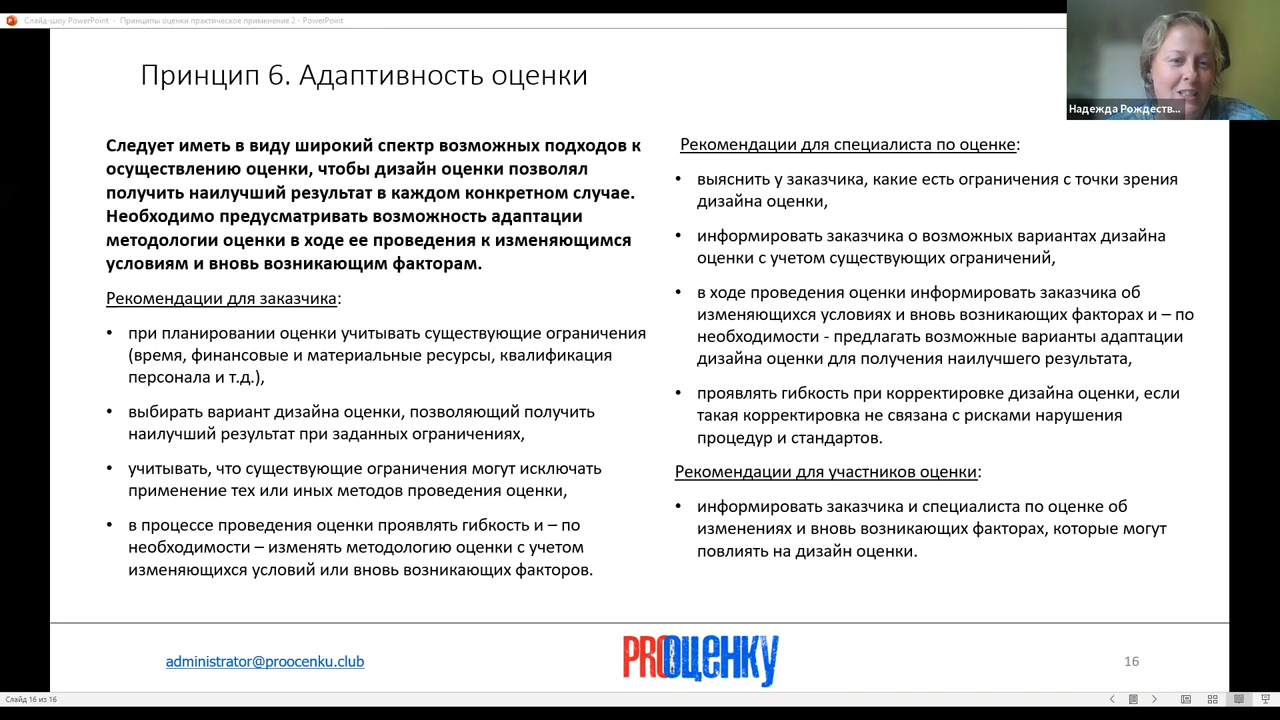 Слайд-шоу PowerPoint - Принципы оценки практическое применение 2 - PowerPoint
Надежда Рождеств...
Принцип 6. Адаптивность оценки
Следует иметь в виду широкий спектр возможных подходов к
осуществлению оценки, чтобы дизайн оценки позволял
получить наилучший результат в каждом конкретном случае.
Необходимо предусматривать возможность адаптации
методологии оценки в ходе ее проведения к изменяющимся
условиям и вновь возникающим факторам.
Рекомендации для заказчика:
• при планировании оценки учитывать существующие ограничения
(время, финансовые и материальные ресурсы, квалификация
персонала и т.д.),
• выбирать вариант дизайна оценки, позволяющий получить
наилучший результат при заданных ограничениях,
• учитывать, что существующие ограничения могут исключать
применение тех или иных методов проведения оценки,
• в процессе проведения оценки проявлять гибкость и – по
необходимости – изменять методологию оценки с учетом
изменяющихся условий или вновь возникающих факторов.
Рекомендации для специалиста по оценке:
• выяснить у заказчика, какие есть ограничения с точки зрения
дизайна оценки,
• информировать заказчика о возможных вариантах дизайна
оценки с учетом существующих ограничений,
• в ходе проведения оценки информировать заказчика об
изменяющихся условиях и вновь возникающих факторах и – по
необходимости - предлагать возможные варианты адаптации
дизайна оценки для получения наилучшего результата,
• проявлять гибкость при корректировке дизайна оценки, если
такая корректировка не связана с рисками нарушения
процедур и стандартов.
Рекомендации для участников оценки:
• информировать заказчика и специалиста по оценке об
изменениях и вновь возникающих факторах, которые могут
повлиять на дизайн оценки.
administrator@proocenku.club
PROОЦЕНКУ
16
Слайд 16 из 16